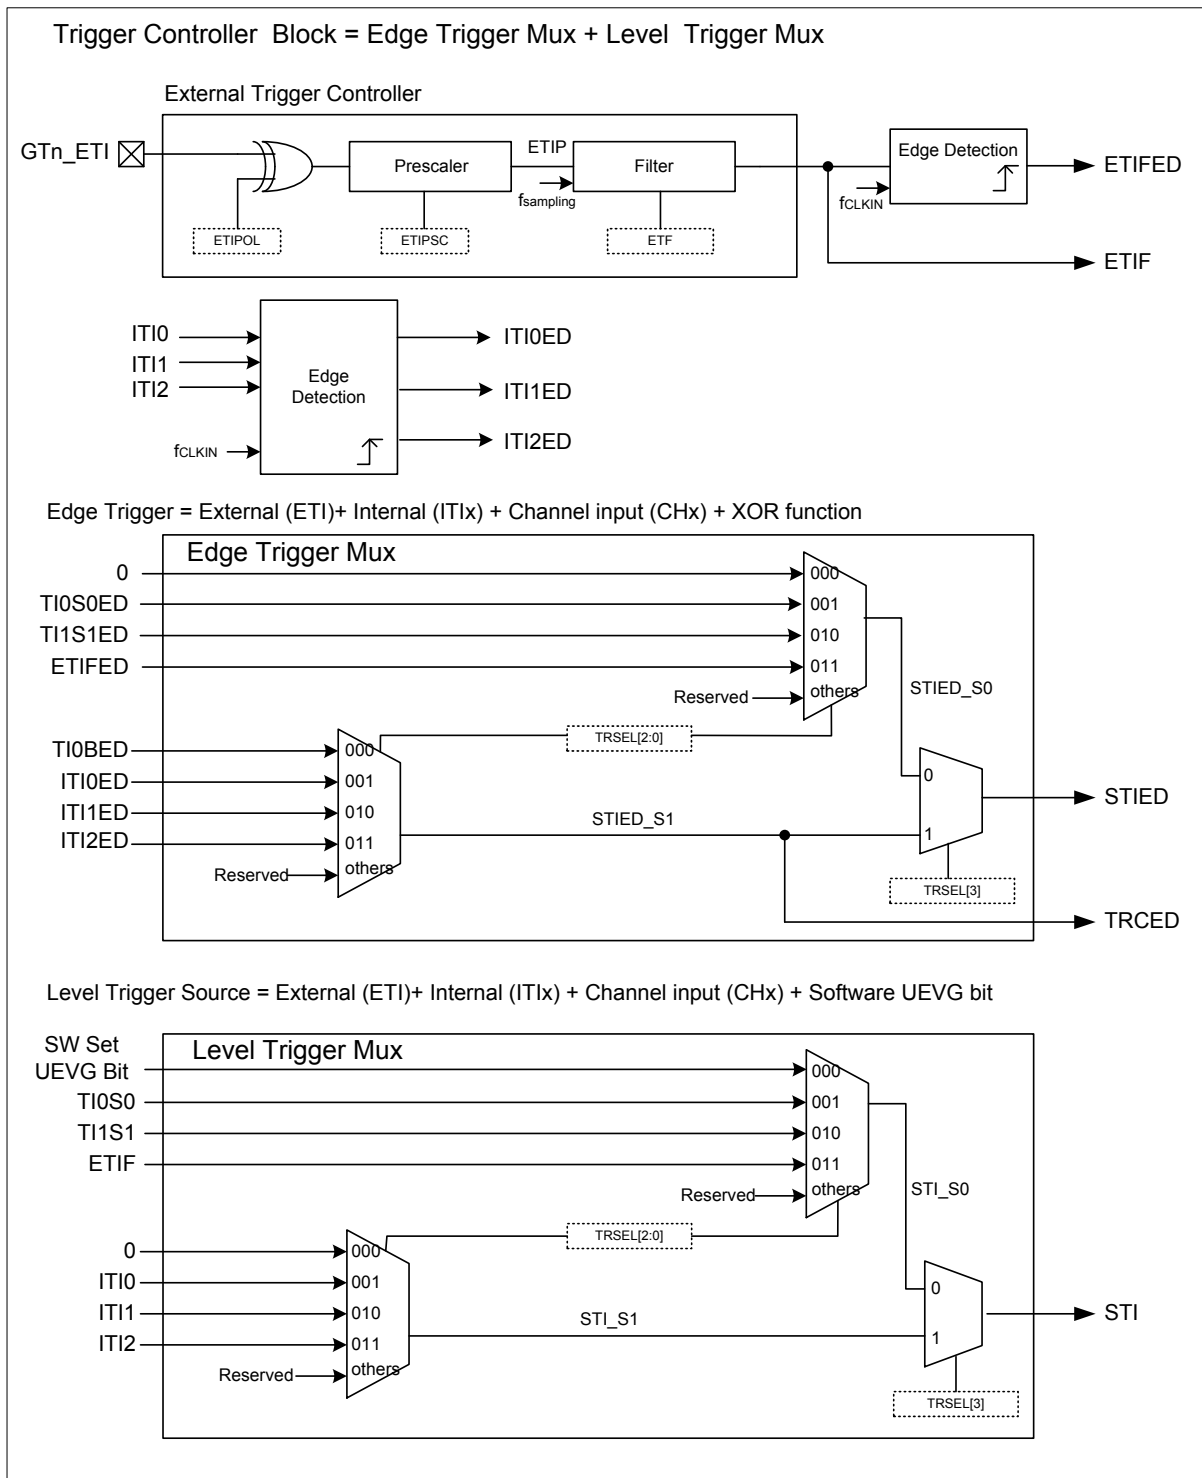 Trigger Controller Block = Edge Trigger Mux + Level Trigger Mux
External Trigger Controller
GTn_ETI
Prescaler
ETIP
fsampling
Filter
Edge Detection
fCLKIN
ETIFED
ETIPOL
ETIPSC
ETF
ETIF
ITI0
ITI1
ITI2
fCLKIN
Edge
Detection
ITI0ED
ITI1ED
ITI2ED
Edge Trigger = External (ETI)+ Internal (ITIx) + Channel input (CHx) + XOR function
Edge Trigger Mux
0
000
TI0S0ED
001
TI1S1ED
010
ETIFED
011
Reserved
others
STIED_S0
TRSEL[2:0]
TI0BED
000
ITI0ED
001
ITI1ED
010
ITI2ED
011
Reserved
others
STIED_S1
0
1
STIED
TRSEL[3]
TRCED
Level Trigger Source = External (ETI)+ Internal (ITIx) + Channel input (CHx) + Software UEVG bit
Level Trigger Mux
SW Set
UEVG Bit
000
TI0S0
001
TI1S1
010
ETIF
011
Reserved
others
STI_S0
TRSEL[2:0]
0
000
ITI0
001
ITI1
010
ITI2
011
Reserved
others
STI_S1
0
1
STI
TRSEL[3]